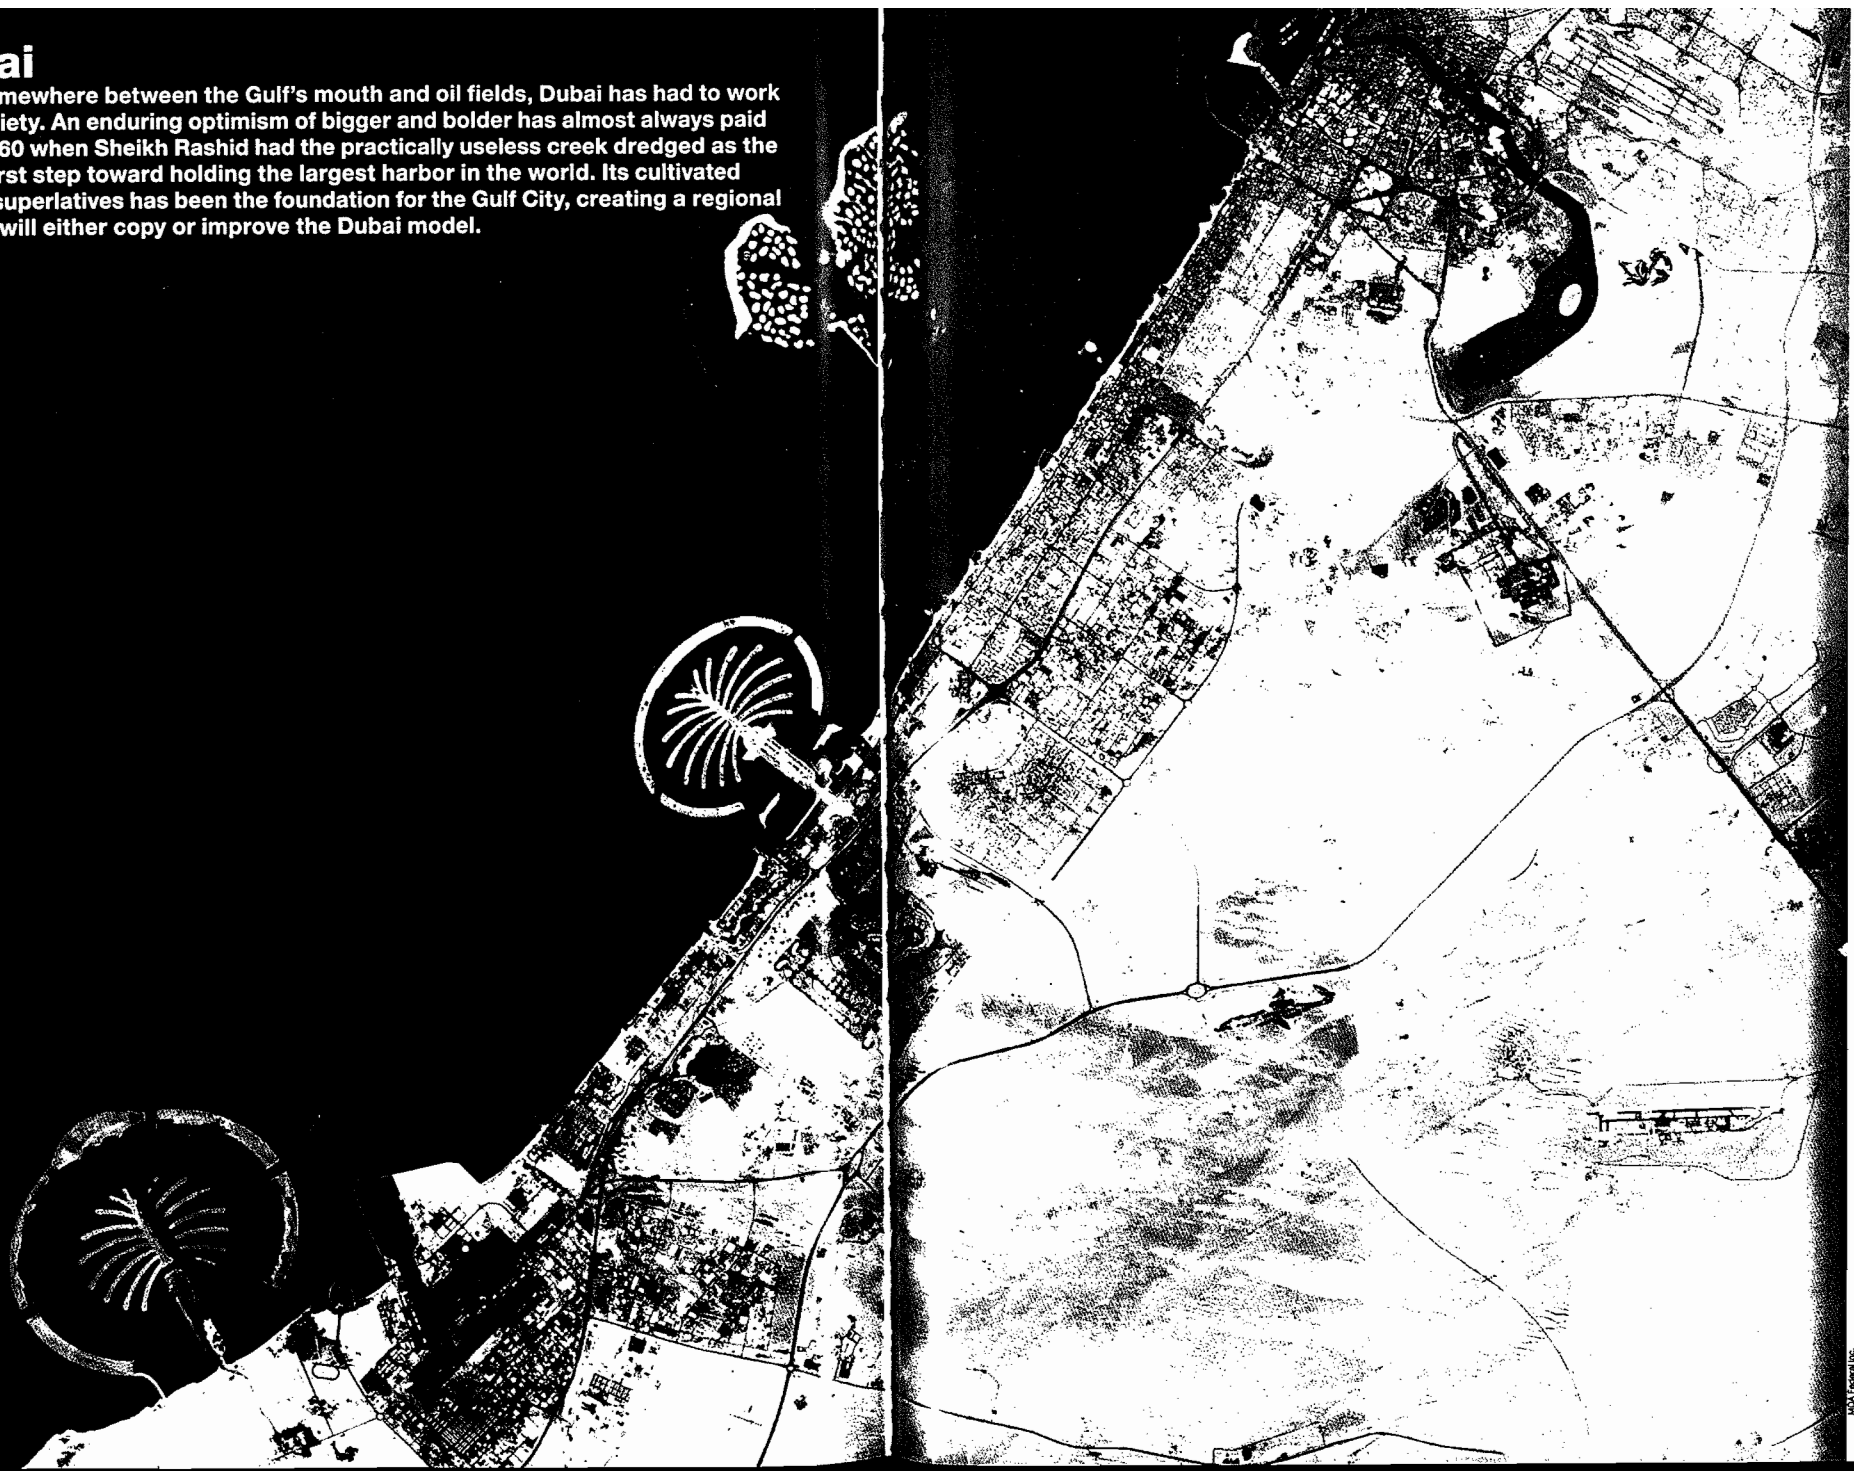 ai
mewhere between the Gulf's mouth and oil fields, Dubai has had to work
iety. An enduring optimism of bigger and bolder has almost always paid
60 when Sheikh Rashid had the practically useless creek dredged as the
rst step toward holding the largest harbor in the world. Its cultivated
superlatives has been the foundation for the Gulf City, creating a regional
will either copy or improve the Dubai model.
MDA Federal Inc.